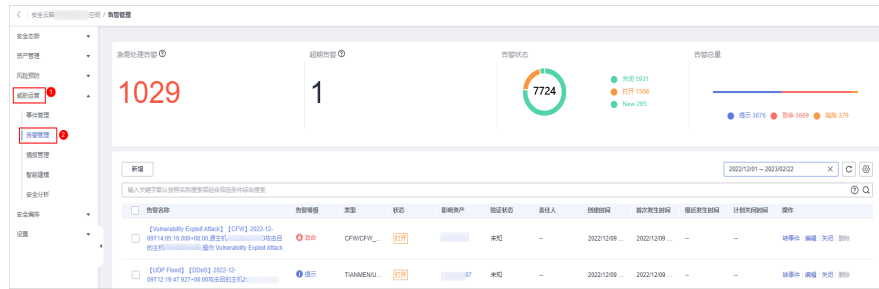 安全云脑 空间 / 告警管理
安全态势
资产管理
风险预防
威胁运营 1
事件管理
告警管理 2
情报管理
智能建模
安全分析
安全编排
设置
急需处理告警
1029
超期告警
1
告警状态
7724
关闭 5931
打开 1508
New 285
告警总量
提示 3676 致命 3669 低危 379
新增
2022/12/01 – 2023/02/22
输入关键字默认按照名称搜索或组合筛选条件综合搜索
告警名称 告警等级 类型 状态 影响资产 验证状态 责任人 创建时间 首次发生时间 最近发生时间 计划关闭时间 操作
【Vulnerability Exploit Attack】【CFW】2022-12-
09T14:05:16.000+08:00,源主机 攻击目
的主机 ,操作 Vulnerability Exploit Attack
致命 CFW/CFW_... 打开 未知 – 2022/12/09 ... 2022/12/09 ... – – 转事件 编辑 关闭 删除
【UDP Flood】【DDoS】2022-12-
09T12:19:47.927+08:00攻击目的主机2
提示 TIANMEN/U... 打开 07 未知 – 2022/12/09 ... 2022/12/09 ... – – 转事件 编辑 关闭 删除